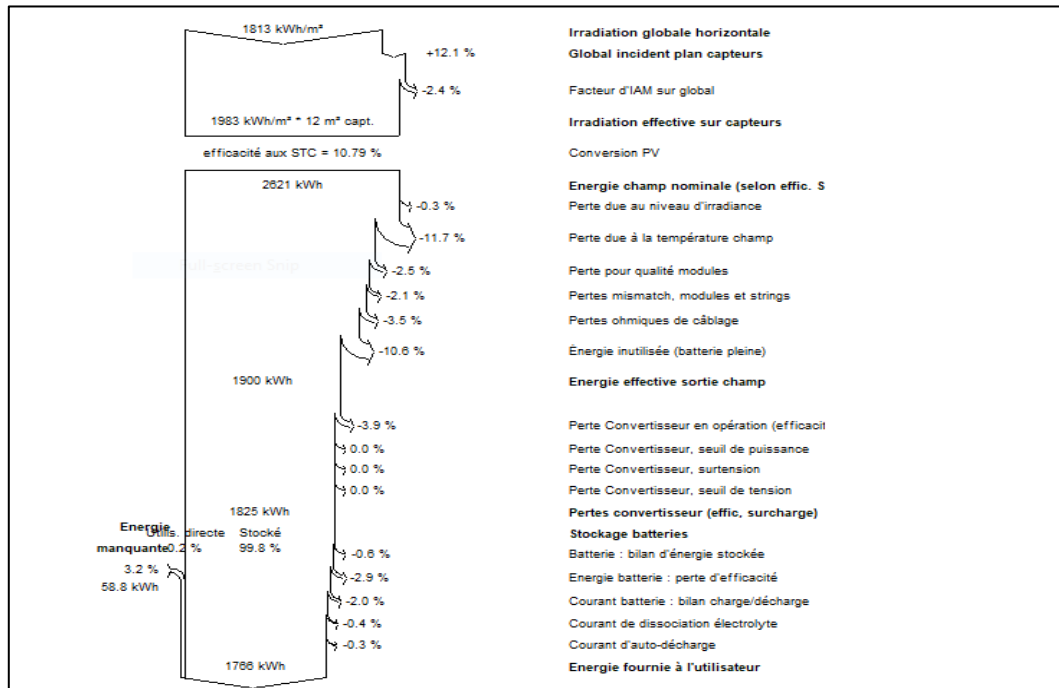 1813 kWh/m² Irradiation globale horizontale
+12.1 % Global incident plan capteurs
-2.4 % Facteur d'IAM sur global
1983 kWh/m² * 12 m² capt. Irradiation effective sur capteurs
efficacité aux STC = 10.79 % Conversion PV
2621 kWh Energie champ nominale (selon effic. S
-0.3 % Perte due au niveau d'irradiance
-11.7 % Perte due à la température champ
Full-screen Snip
-2.5 % Perte pour qualité modules
-2.1 % Pertes mismatch, modules et strings
-3.5 % Pertes ohmiques de câblage
-10.6 % Énergie inutilisée (batterie pleine)
1900 kWh Energie effective sortie champ
-3.9 % Perte Convertisseur en opération (efficacit
0.0 % Perte Convertisseur, seuil de puissance
0.0 % Perte Convertisseur, surtension
0.0 % Perte Convertisseur, seuil de tension
1825 kWh Pertes convertisseur (effic, surcharge)
Energie Utilis. directe Stocké Stockage batteries
manquante 0.2 % 99.8 % -0.6 % Batterie : bilan d'énergie stockée
3.2 % -2.9 % Energie batterie : perte d'efficacité
58.8 kWh -2.0 % Courant batterie : bilan charge/décharge
-0.4 % Courant de dissociation électrolyte
-0.3 % Courant d'auto-décharge
1766 kWh Energie fournie à l'utilisateur